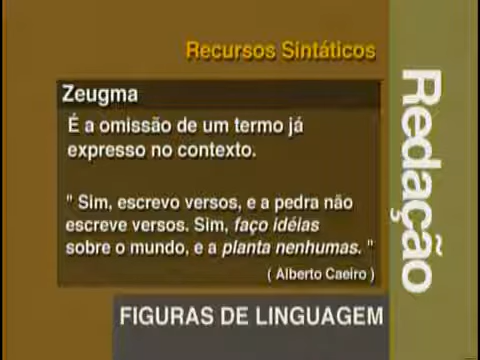 Recursos Sintáticos
Zeugma
É a omissão de um termo já
expresso no contexto.
" Sim, escrevo versos, e a pedra não
escreve versos. Sim, faço idéias
sobre o mundo, e a planta nenhumas. "
( Alberto Caeiro )
FIGURAS DE LINGUAGEM
Redação